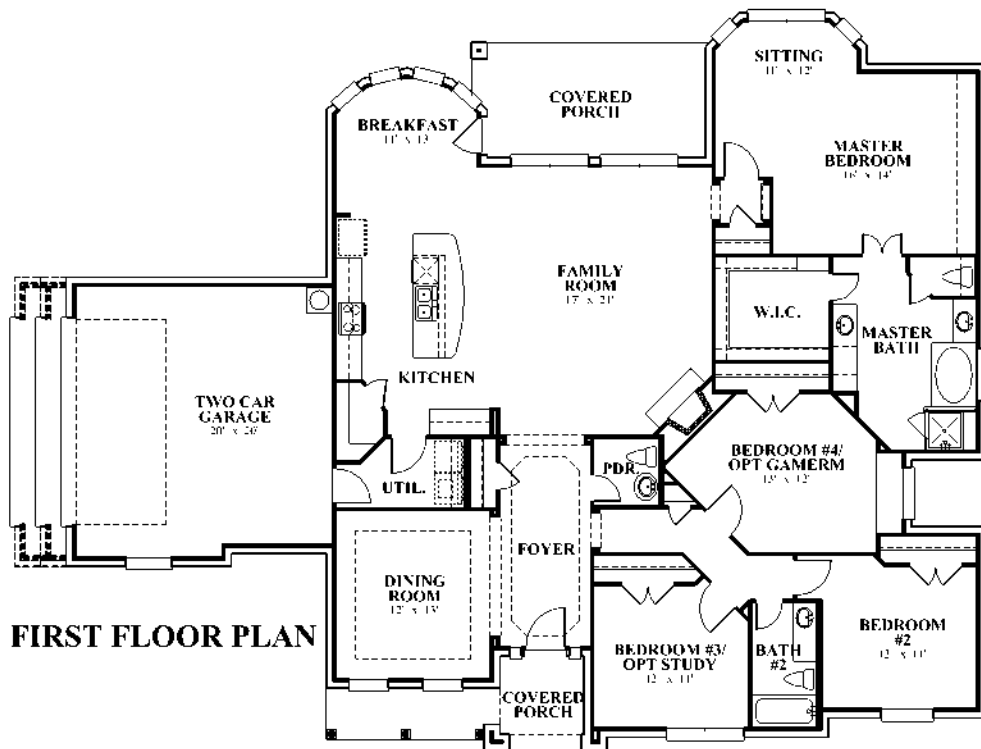 SITTING
11' x 12'
COVERED
PORCH
BREAKFAST
11' x 13'
MASTER
BEDROOM
16' x 14'
FAMILY
ROOM
17' x 21'
W.I.C.
MASTER
BATH
KITCHEN
TWO CAR
GARAGE
20' x 26'
BEDROOM #4/
OPT GAMERM
13' x 12'
PDR.
UTIL.
FOYER
DINING
ROOM
12' x 13'
FIRST FLOOR PLAN
BEDROOM #3/
OPT STUDY
12' x 11'
BATH
#2
BEDROOM
#2
12' x 11'
COVERED
PORCH